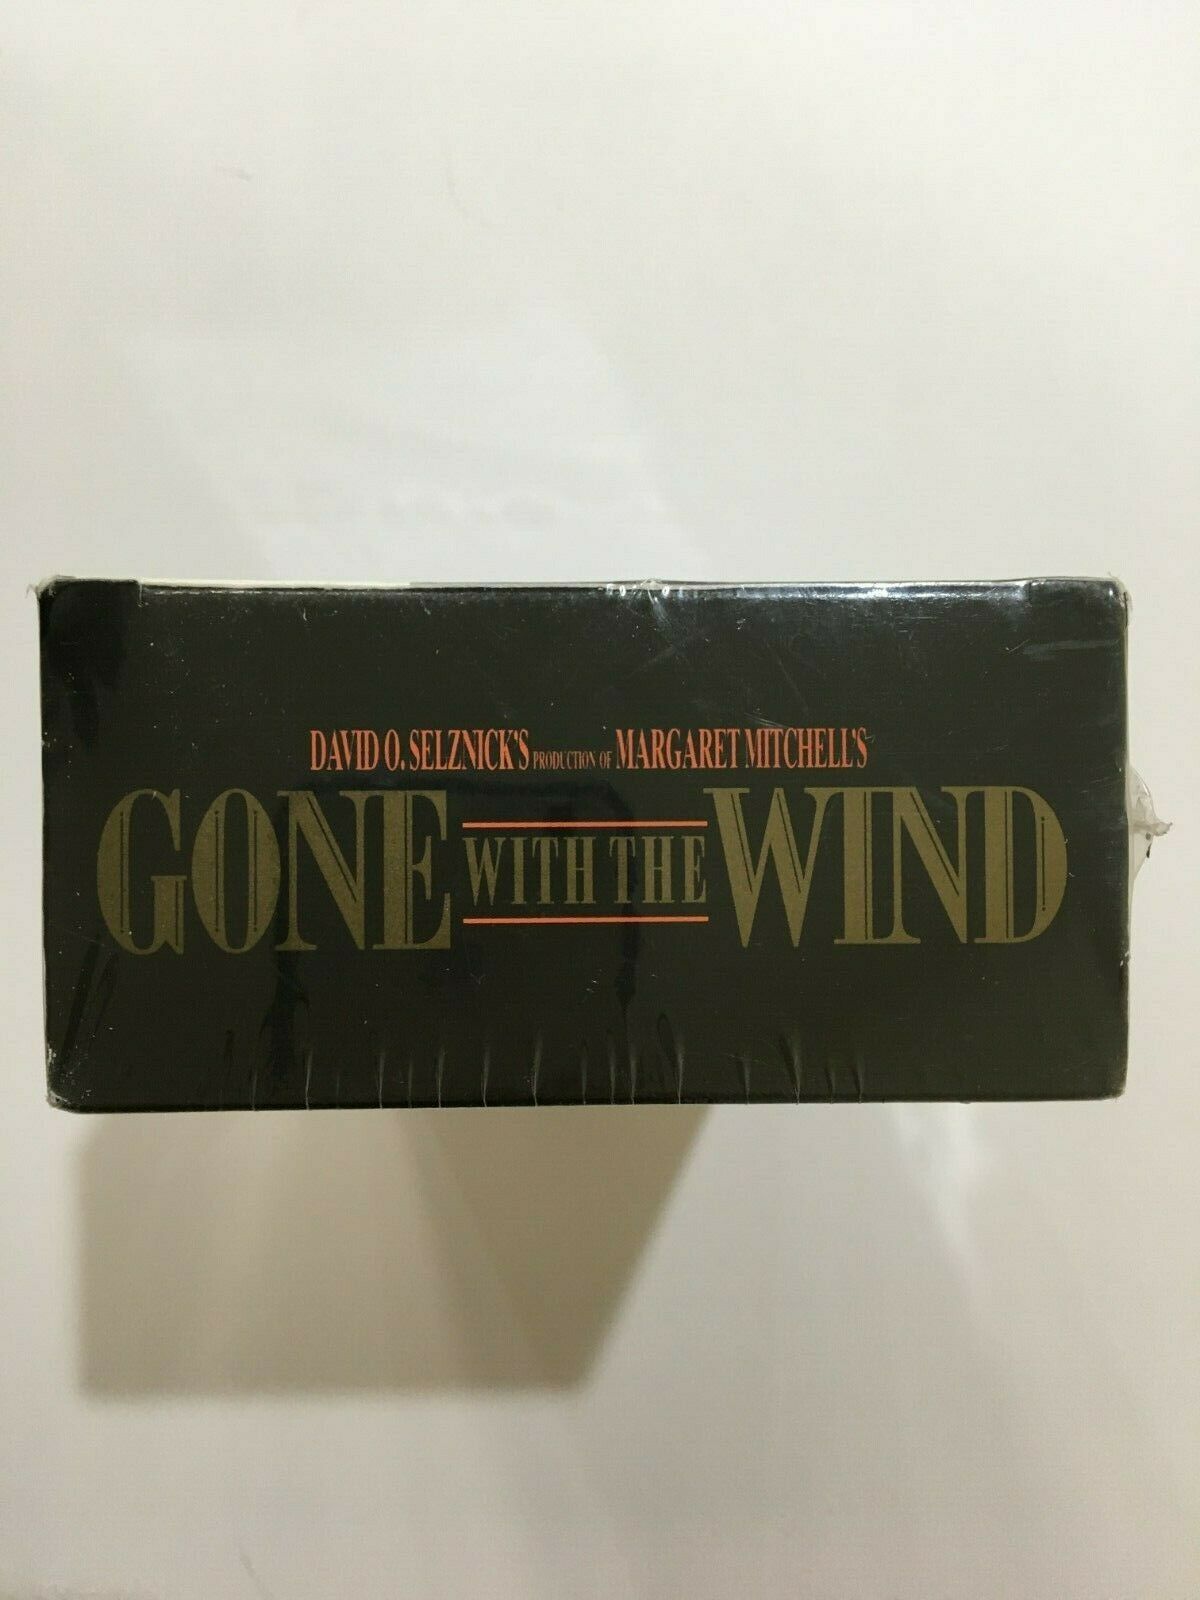 DAVID O. SELZNICK'S PRODUCTION OF MARGARET MITCHELL'S
GONE WITH THE WIND